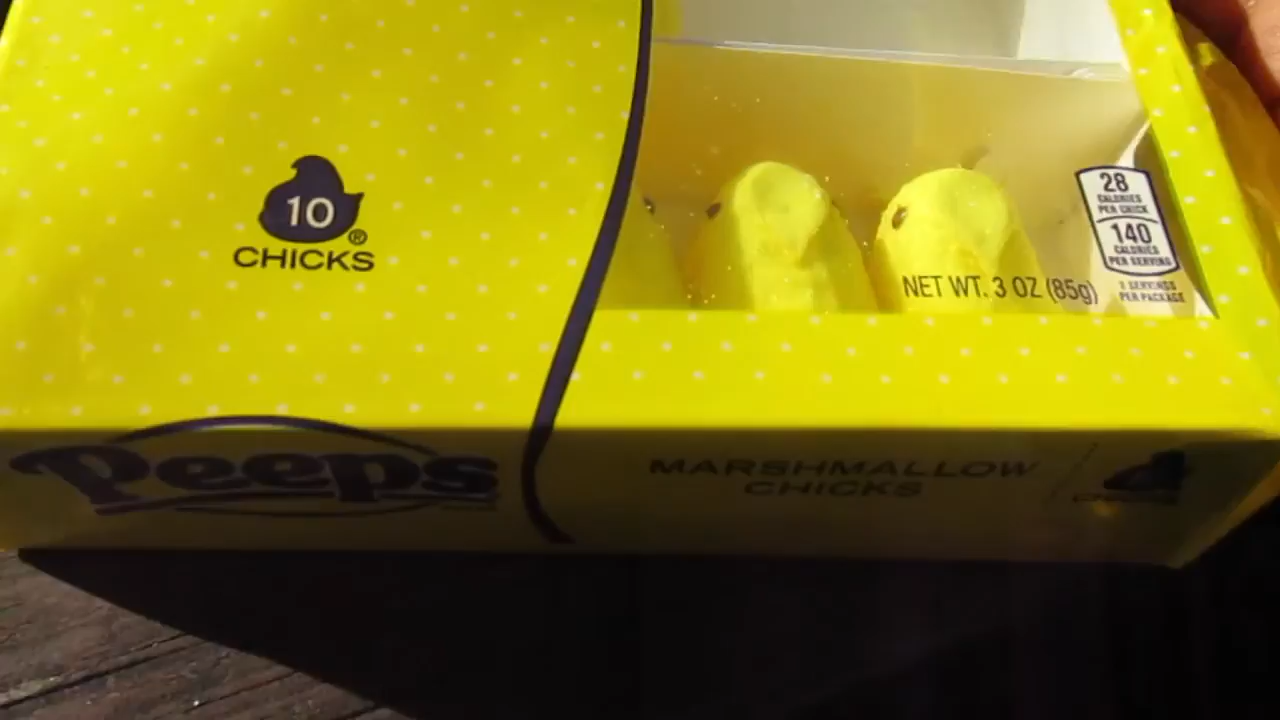 10
®
CHICKS
28
CALORIES
PER CHICK
140
CALORIES
PER SERVING
NET WT. 3 OZ (85g)
SERVINGS
PER PACKAGE
Peeps
MARSHMALLOW
CHICKS